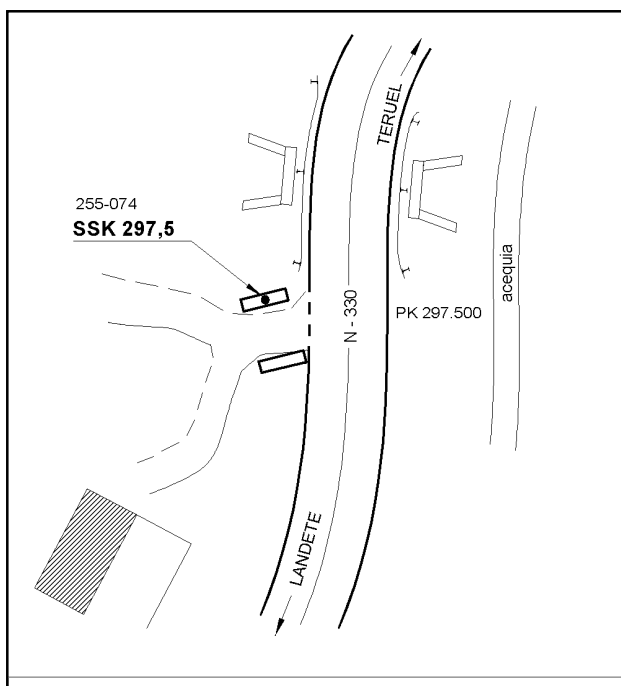 TERUEL
255-074
SSK 297,5
acequia
N - 330
PK 297.500
LANDETE